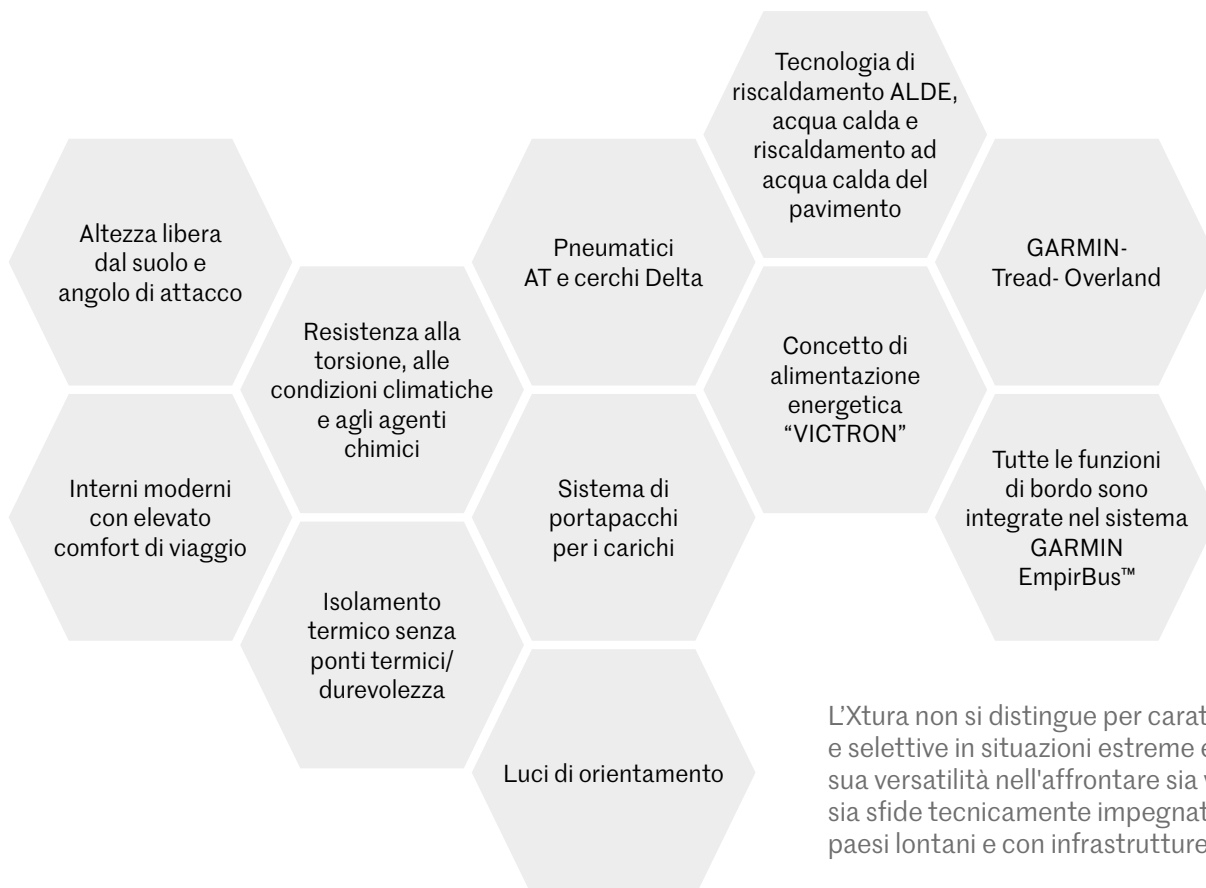 Tecnologia di
riscaldamento ALDE,
acqua calda e
riscaldamento ad
acqua calda del
pavimento
Altezza libera
dal suolo e
angolo di attacco
Pneumatici
AT e cerchi Delta
GARMIN-
Tread- Overland
Resistenza alla
torsione, alle
condizioni climatiche
e agli agenti
chimici
Concetto di
alimentazione
energetica
“VICTRON”
Interni moderni
con elevato
comfort di viaggio
Sistema di
portapacchi
per i carichi
Tutte le funzioni
di bordo sono
integrate nel sistema
GARMIN
EmpirBus™
Isolamento
termico senza
ponti termici/
durevolezza
Luci di orientamento
L’Xtura non si distingue per
e selettive in situazioni estreme
sua versatilità nell'affrontare sia
sia sfide tecnicamente
paesi lontani e con infrastrutture